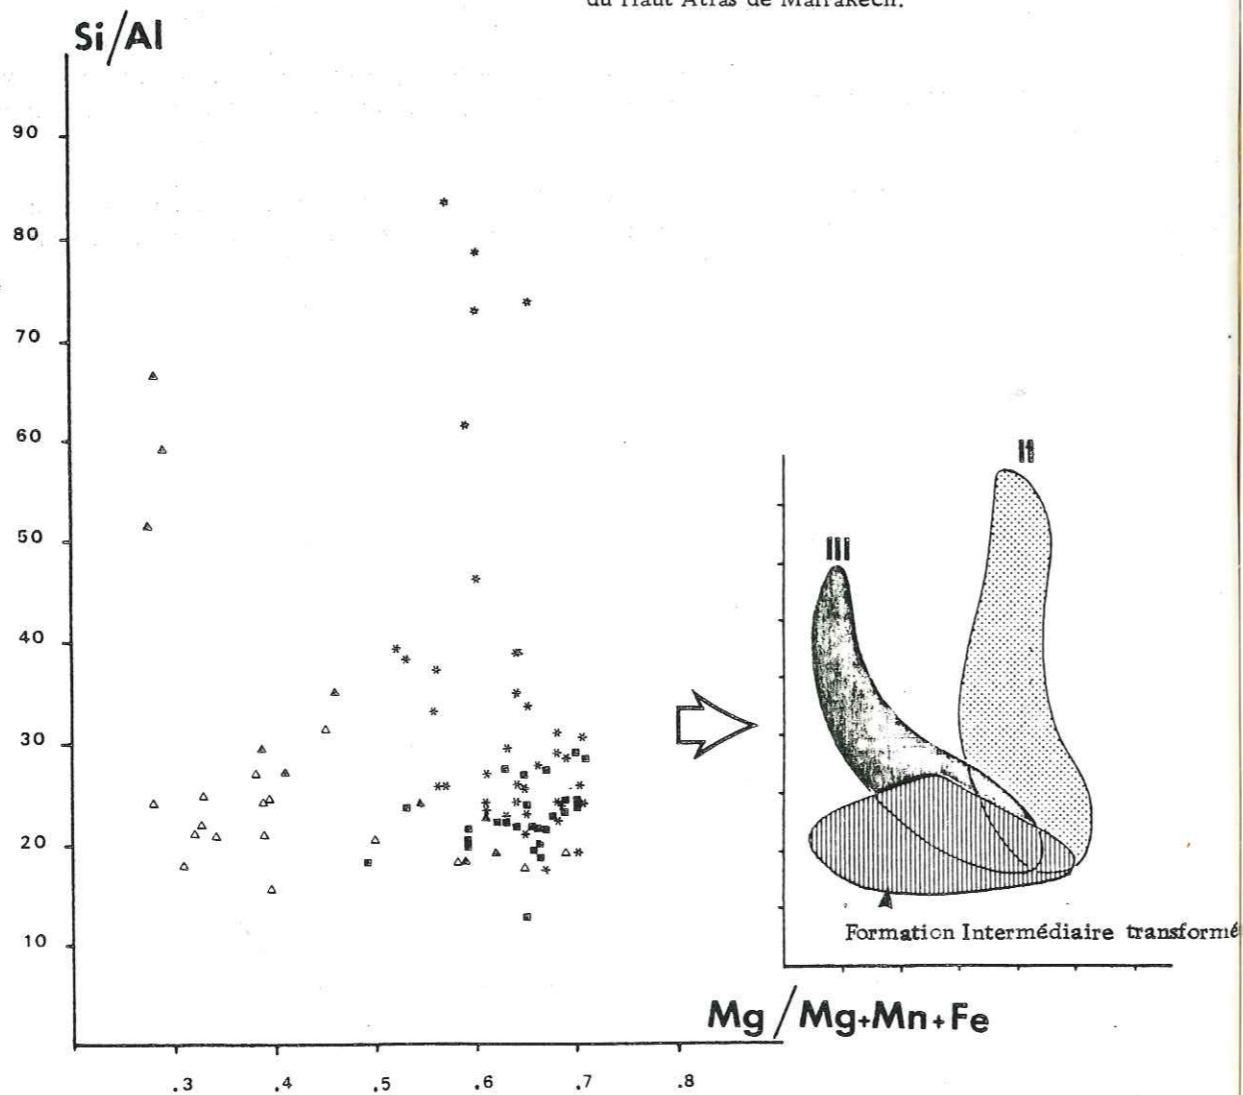 du Haut Atlas de Marrakech.
Si/Al
90
80
70
60
50
40
30
20
10
II
III
Formation Intermédiaire transformé
Mg/Mg+Mn+Fe
.3 .4 .5 .6 .7 .8